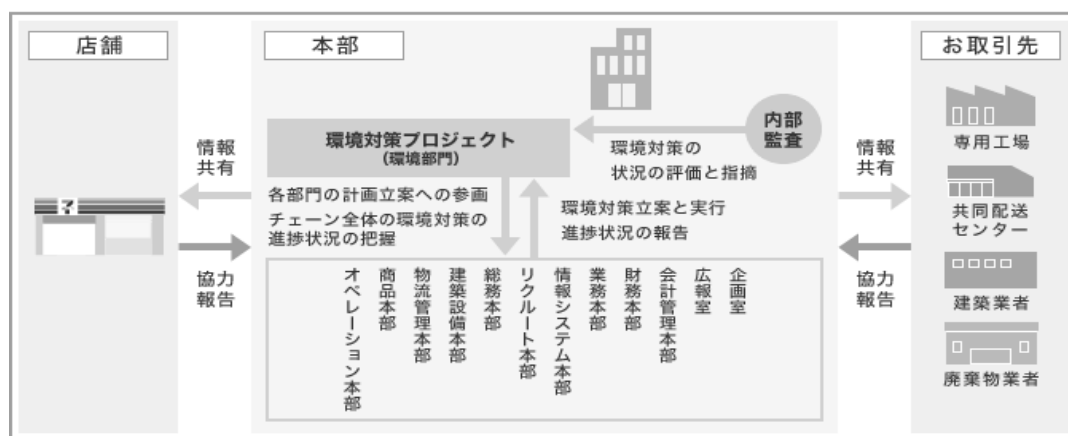 店舗
本部
お取引先
内部
監査
環境対策プロジェクト
(環境部門)
環境対策の
状況の評価と指摘
情報
共有
情報
共有
専用工場
各部門の計画立案への参画
チェーン全体の環境対策の
進捗状況の把握
環境対策立案と実行
進捗状況の報告
共同配送
センター
協力
報告
協力
報告
オペレーション本部
商品本部
物流管理本部
建築設備本部
総務本部
リクルート本部
情報システム本部
業務本部
財務本部
会計管理本部
広報室
企画室
建築業者
廃棄物業者